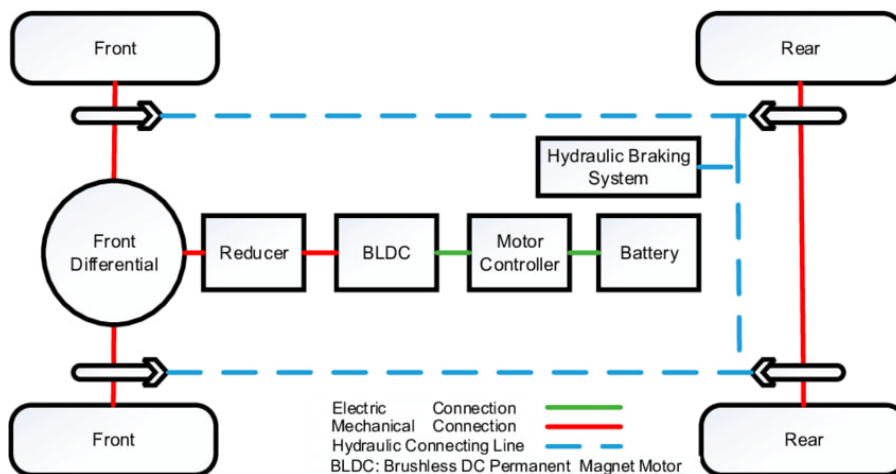 Front
Rear
Hydraulic Braking
System
Front
Differential
Reducer
BLDC
Motor
Controller
Battery
Front
Rear
Electric Connection
Mechanical Connection
Hydraulic Connecting Line
BLDC: Brushless DC Permanent Magnet Motor